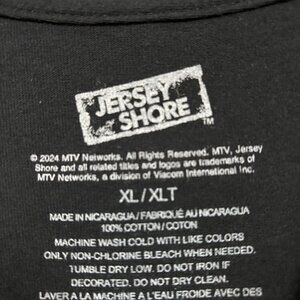 JERSEY
SHORE
TM
© 2024 MTV Networks. All Rights Reserved. MTV, Jersey
Shore and all related titles and logos are trademarks of
MTV Networks, a division of Viacom International Inc.
XL/XLT
MADE IN NICARAGUA/FABRIQUÉ AU NICARAGUA
100% COTTON/COTON
MACHINE WASH COLD WITH LIKE COLORS
ONLY NON-CHLORINE BLEACH WHEN NEEDED.
TUMBLE DRY LOW. DO NOT IRON IF
DECORATED. DO NOT DRY CLEAN.
LAVER A LA MACHINE A L'EAU FROIDE AVEC DES